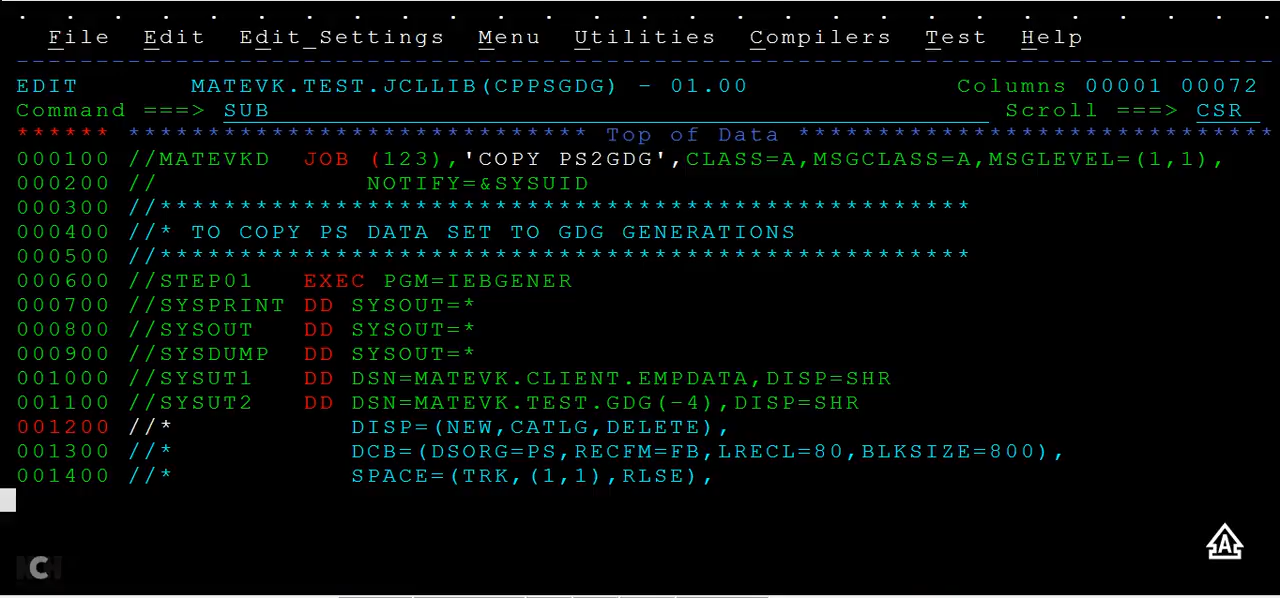 File Edit Edit_Settings Menu Utilities Compilers Test Help
EDIT MATEVK.TEST.JCLLIB(CPPSGDG) - 01.00 Columns 00001 00072
Command ===> SUB Scroll ===> CSR
****** ***************************** Top of Data ******************************
000100 //MATEVKD JOB (123),'COPY PS2GDG',CLASS=A,MSGCLASS=A,MSGLEVEL=(1,1),
000200 // NOTIFY=&SYSUID
000300 //***************************************************
000400 //* TO COPY PS DATA SET TO GDG GENERATIONS
000500 //***************************************************
000600 //STEP01 EXEC PGM=IEBGENER
000700 //SYSPRINT DD SYSOUT=*
000800 //SYSOUT DD SYSOUT=*
000900 //SYSDUMP DD SYSOUT=*
001000 //SYSUT1 DD DSN=MATEVK.CLIENT.EMPDATA,DISP=SHR
001100 //SYSUT2 DD DSN=MATEVK.TEST.GDG(-4),DISP=SHR
001200 //* DISP=(NEW,CATLG,DELETE),
001300 //* DCB=(DSORG=PS,RECFM=FB,LRECL=80,BLKSIZE=800),
001400 //* SPACE=(TRK,(1,1),RLSE),
A